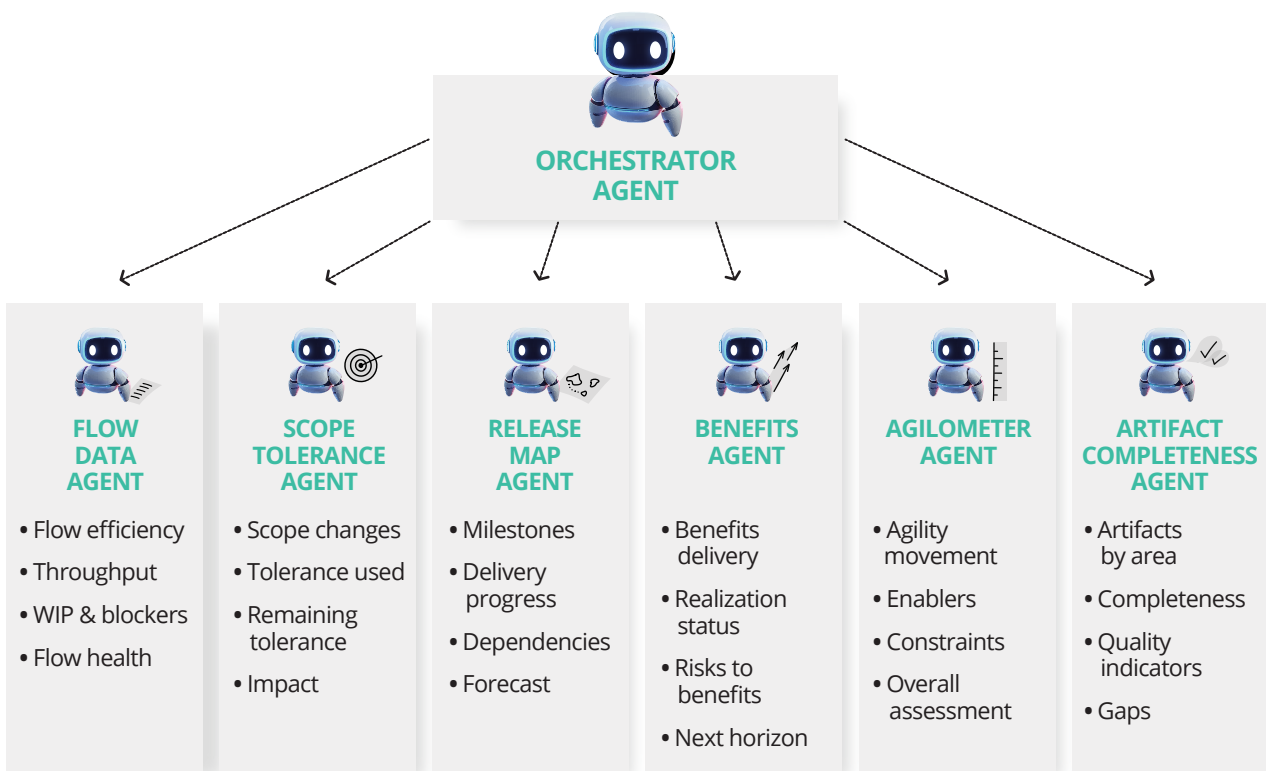 ORCHESTRATOR
AGENT
FLOW
DATA
AGENT
• Flow efficiency
• Throughput
• WIP & blockers
• Flow health
SCOPE
TOLERANCE
AGENT
• Scope changes
• Tolerance used
• Remaining
tolerance
• Impact
RELEASE
MAP
AGENT
• Milestones
• Delivery
progress
• Dependencies
• Forecast
BENEFITS
AGENT
• Benefits
delivery
• Realization
status
• Risks to
benefits
• Next horizon
AGILOMETER
AGENT
• Agility
movement
• Enablers
• Constraints
• Overall
assessment
ARTIFACT
COMPLETENESS
AGENT
• Artifacts
by area
• Completeness
• Quality
indicators
• Gaps